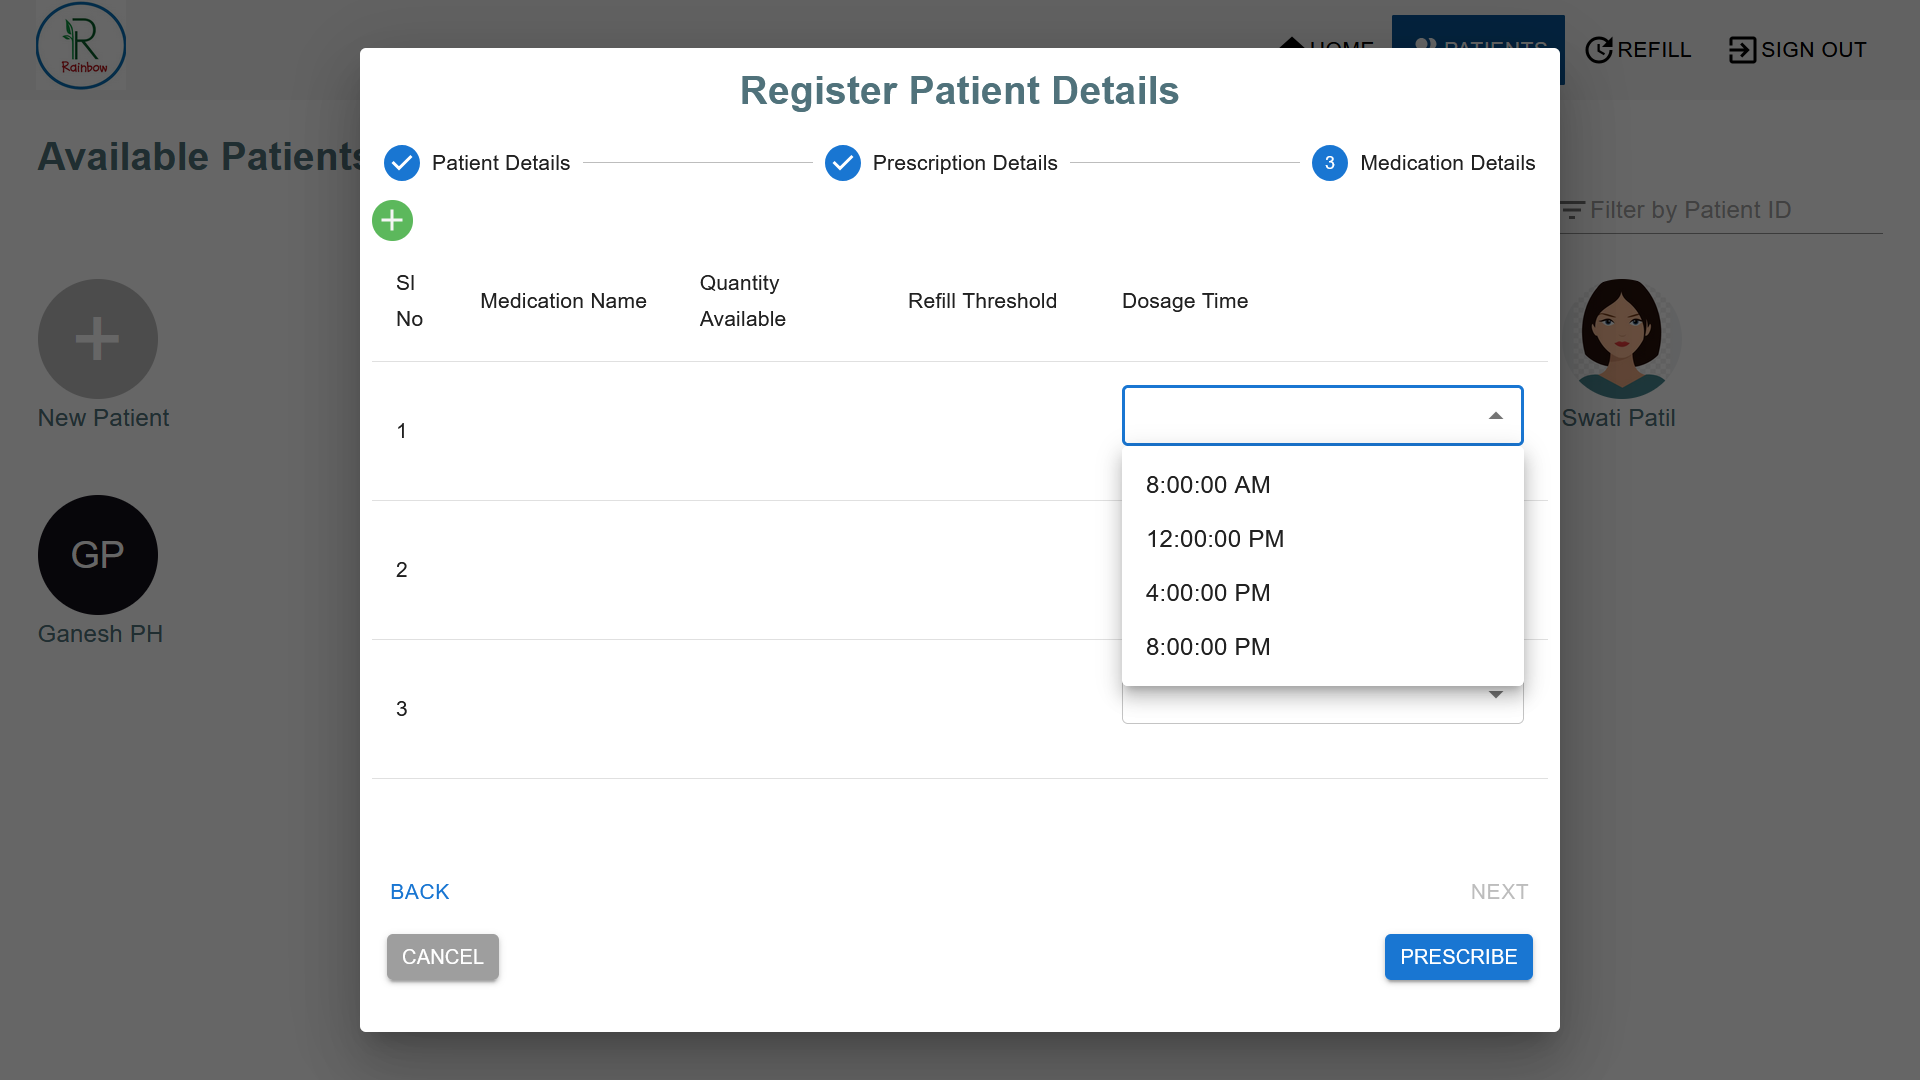 R
Rainbow
HOME
PATIENTS
REFILL
SIGN OUT
Available Patients
Filter by Patient ID
New Patient
GP
Ganesh PH
Swati Patil
Register Patient Details
Patient Details
Prescription Details
3 Medication Details
Sl
No
Medication Name
Quantity
Available
Refill Threshold
Dosage Time
1
8:00:00 AM
12:00:00 PM
4:00:00 PM
8:00:00 PM
2
3
BACK
NEXT
CANCEL
PRESCRIBE